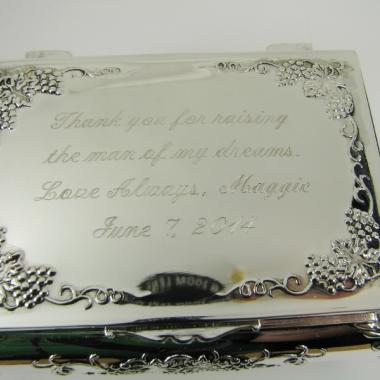 Thank you for raising
the man of my dreams.
Love Always, Maggie
June 7, 2014